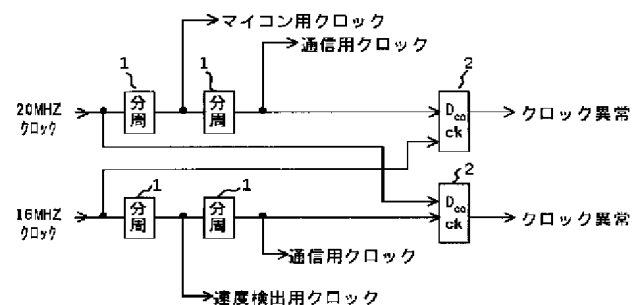 マイコン用クロック
通信用クロック
1
1
2
20MHZ
クロック
分周
分周
Dco
ck
クロック異常
1
1
2
16MHZ
クロック
分周
分周
Dco
ck
クロック異常
通信用クロック
速度検出用クロック